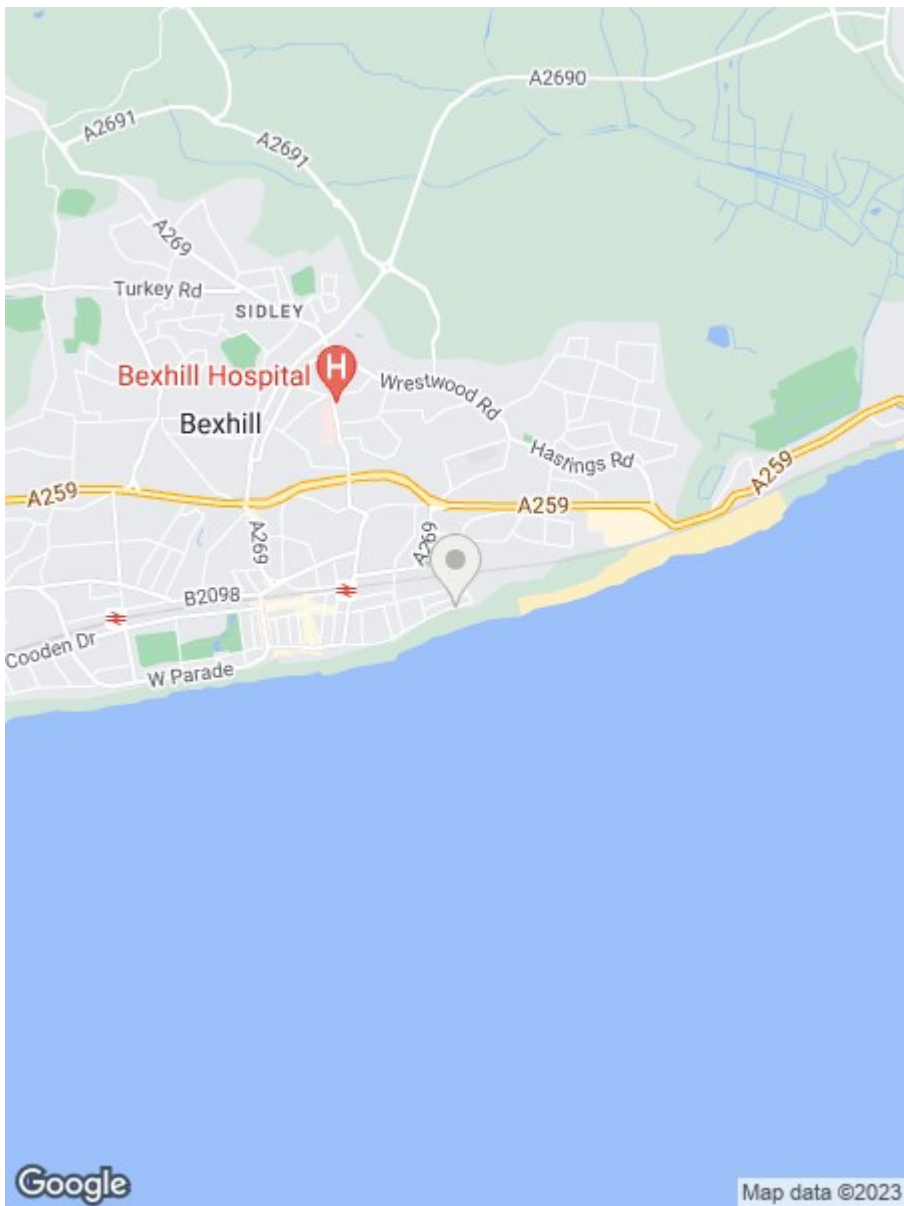 A2690
A2691
A2691
A269
Turkey Rd
SIDLEY
Bexhill Hospital
H
Wrestwood Rd
Bexhill
Hastings Rd
A259
A259
A259
A269
A269
B2098
Cooden Dr
W Parade
Google
Map data ©2023